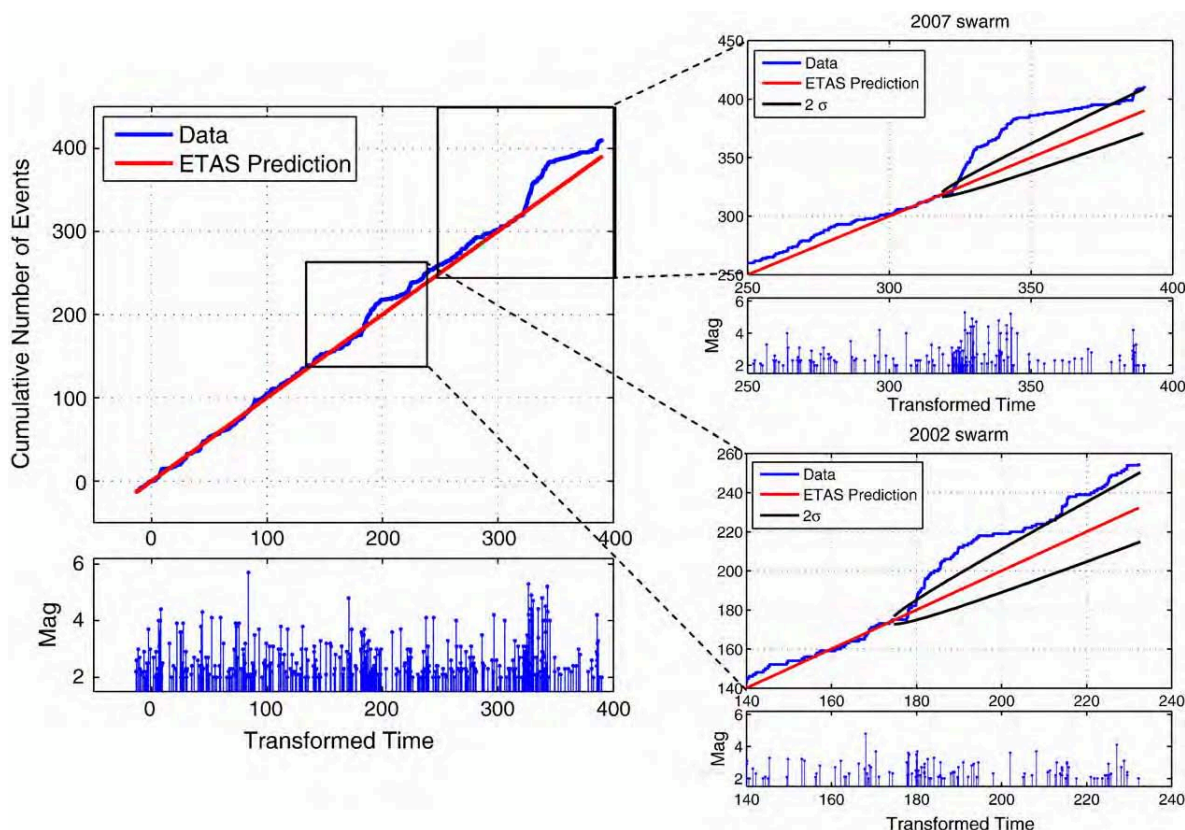 Data
ETAS Prediction
Cumulative Number of Events
400
300
200
100
0
0 100 200 300 400
Mag
6
4
2
0 100 200 300 400
Transformed Time
2007 swarm
Data
ETAS Prediction
2 σ
450
400
350
300
250
250 300 350 400
Mag
6
4
2
250 300 350 400
Transformed Time
2002 swarm
Data
ETAS Prediction
2σ
260
240
220
200
180
160
140
140 160 180 200 220 240
Mag
6
4
2
140 160 180 200 220 240
Transformed Time